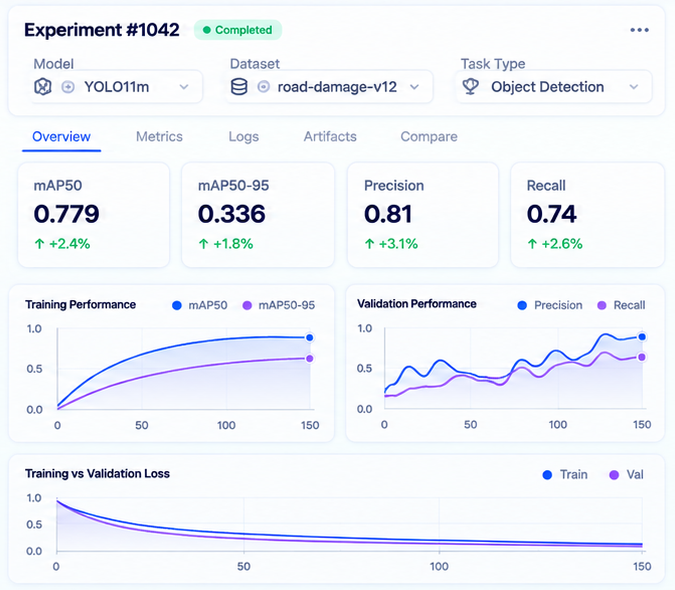 Experiment #1042 Completed
Model Dataset Task Type
YOLO11m road-damage-v12 Object Detection
Overview Metrics Logs Artifacts Compare
mAP50 mAP50-95 Precision Recall
0.779 0.336 0.81 0.74
↑ +2.4% ↑ +1.8% ↑ +3.1% ↑ +2.6%
Training Performance mAP50 mAP50-95
1.0
0.5
0.0
0 50 100 150
Validation Performance Precision Recall
1.0
0.5
0.0
0 50 100 150
Training vs Validation Loss Train Val
1.0
0.5
0.0
0 50 100 150